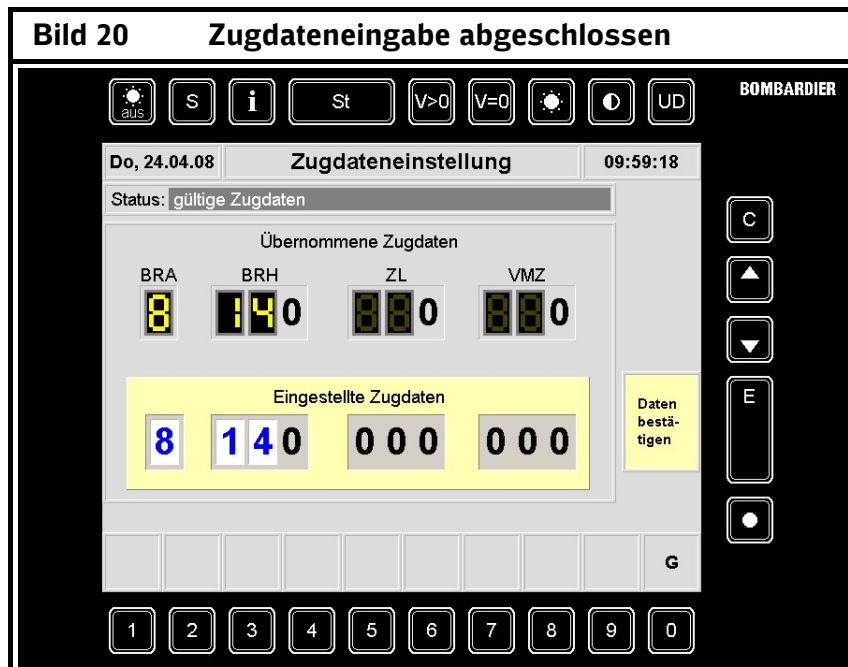 Bild 20 Zugdateneingabe abgeschlossen
aus S i St V>0 V=0 UD BOMBARDIER
Do, 24.04.08 Zugdateneinstellung 09:59:18
Status: gültige Zugdaten
C
Übernommene Zugdaten
BRA BRH ZL VMZ
8 140 0 0
Eingestellte Zugdaten
8 140 000 000
Daten
bestä-
tigen
E
G
1 2 3 4 5 6 7 8 9 0